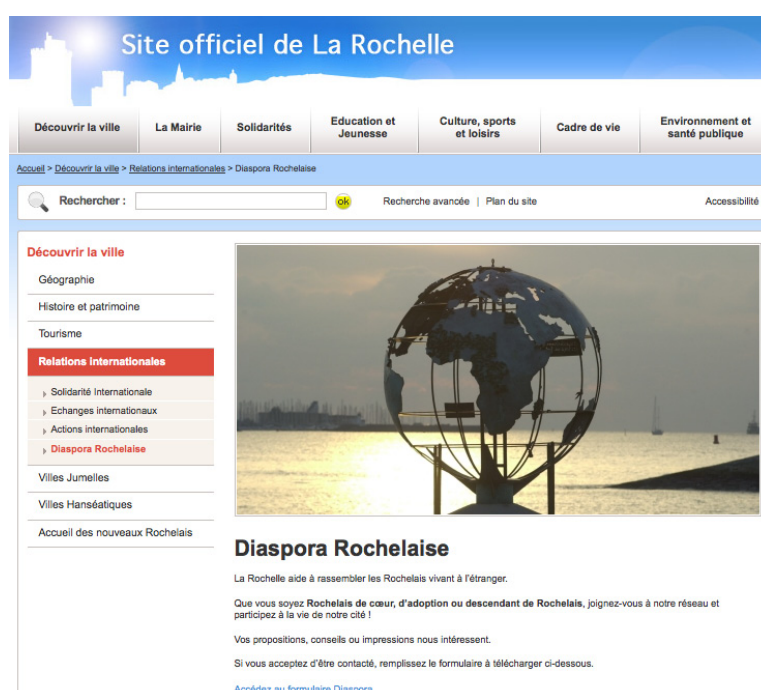 Site officiel de La Rochelle
Découvrir la ville
La Mairie
Solidarités
Education et
Jeunesse
Culture, sports
et loisirs
Cadre de vie
Environnement et
santé publique
Accueil > Découvrir la ville > Relations internationales > Diaspora Rochelaise
Rechercher :
ok
Recherche avancée | Plan du site
Accessibilité
Découvrir la ville
Géographie
Histoire et patrimoine
Tourisme
Relations Internationales
Solidarité Internationale
Echanges internationaux
Actions internationales
Diaspora Rochelaise
Villes Jumelles
Villes Hanséatiques
Accueil des nouveaux Rochelais
Diaspora Rochelaise
La Rochelle aide à rassembler les Rochelais vivant à l'étranger.
Que vous soyez Rochelais de cœur, d'adoption ou descendant de Rochelais, joignez-vous à notre réseau et
participez à la vie de notre cité !
Vos propositions, conseils ou impressions nous intéressent.
Si vous acceptez d'être contacté, remplissez le formulaire à télécharger ci-dessous.
Accédez au formulaire Diaspora